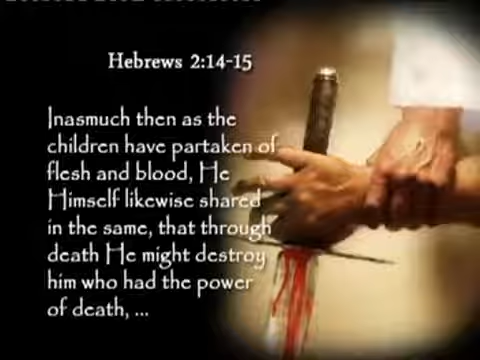 Hebrews 2:14-15
Inasmuch then as the
children have partaken of
flesh and blood, He
Himself likewise shared
in the same, that through
death He might destroy
him who had the power
of death, ...